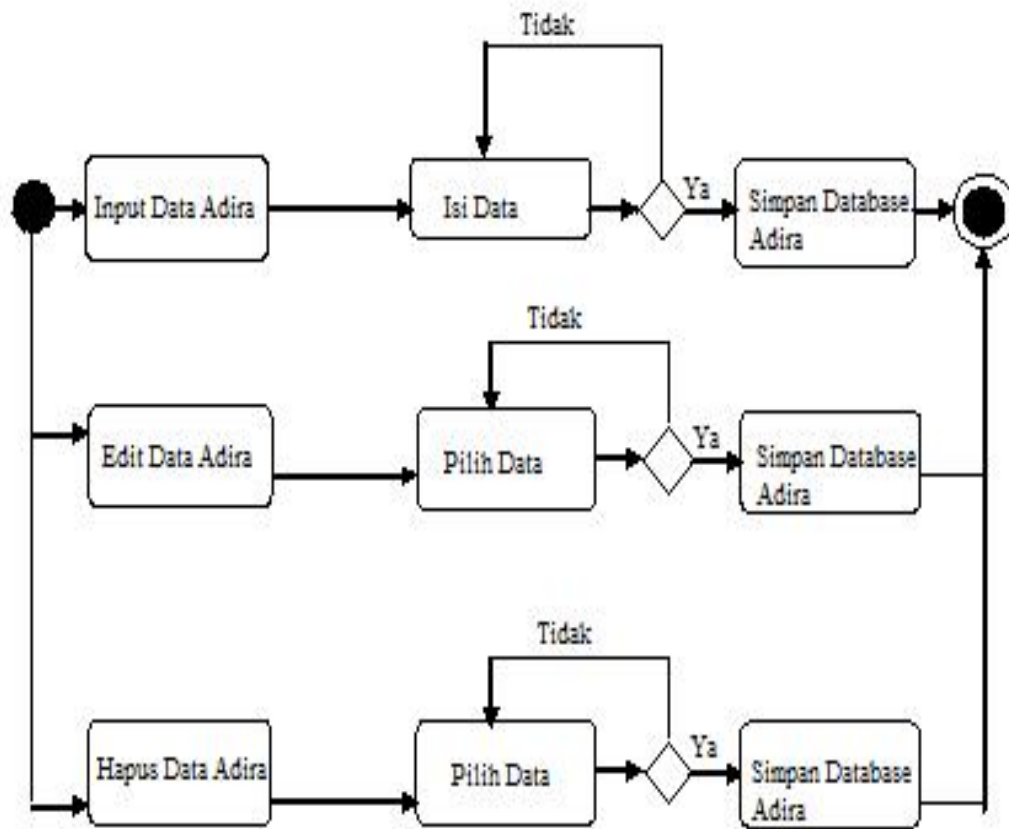 Tidak
Input Data Adira
Isi Data
Ya
Simpan Database
Adira
Tidak
Edit Data Adira
Pilih Data
Ya
Simpan Database
Adira
Tidak
Hapus Data Adira
Pilih Data
Ya
Simpan Database
Adira